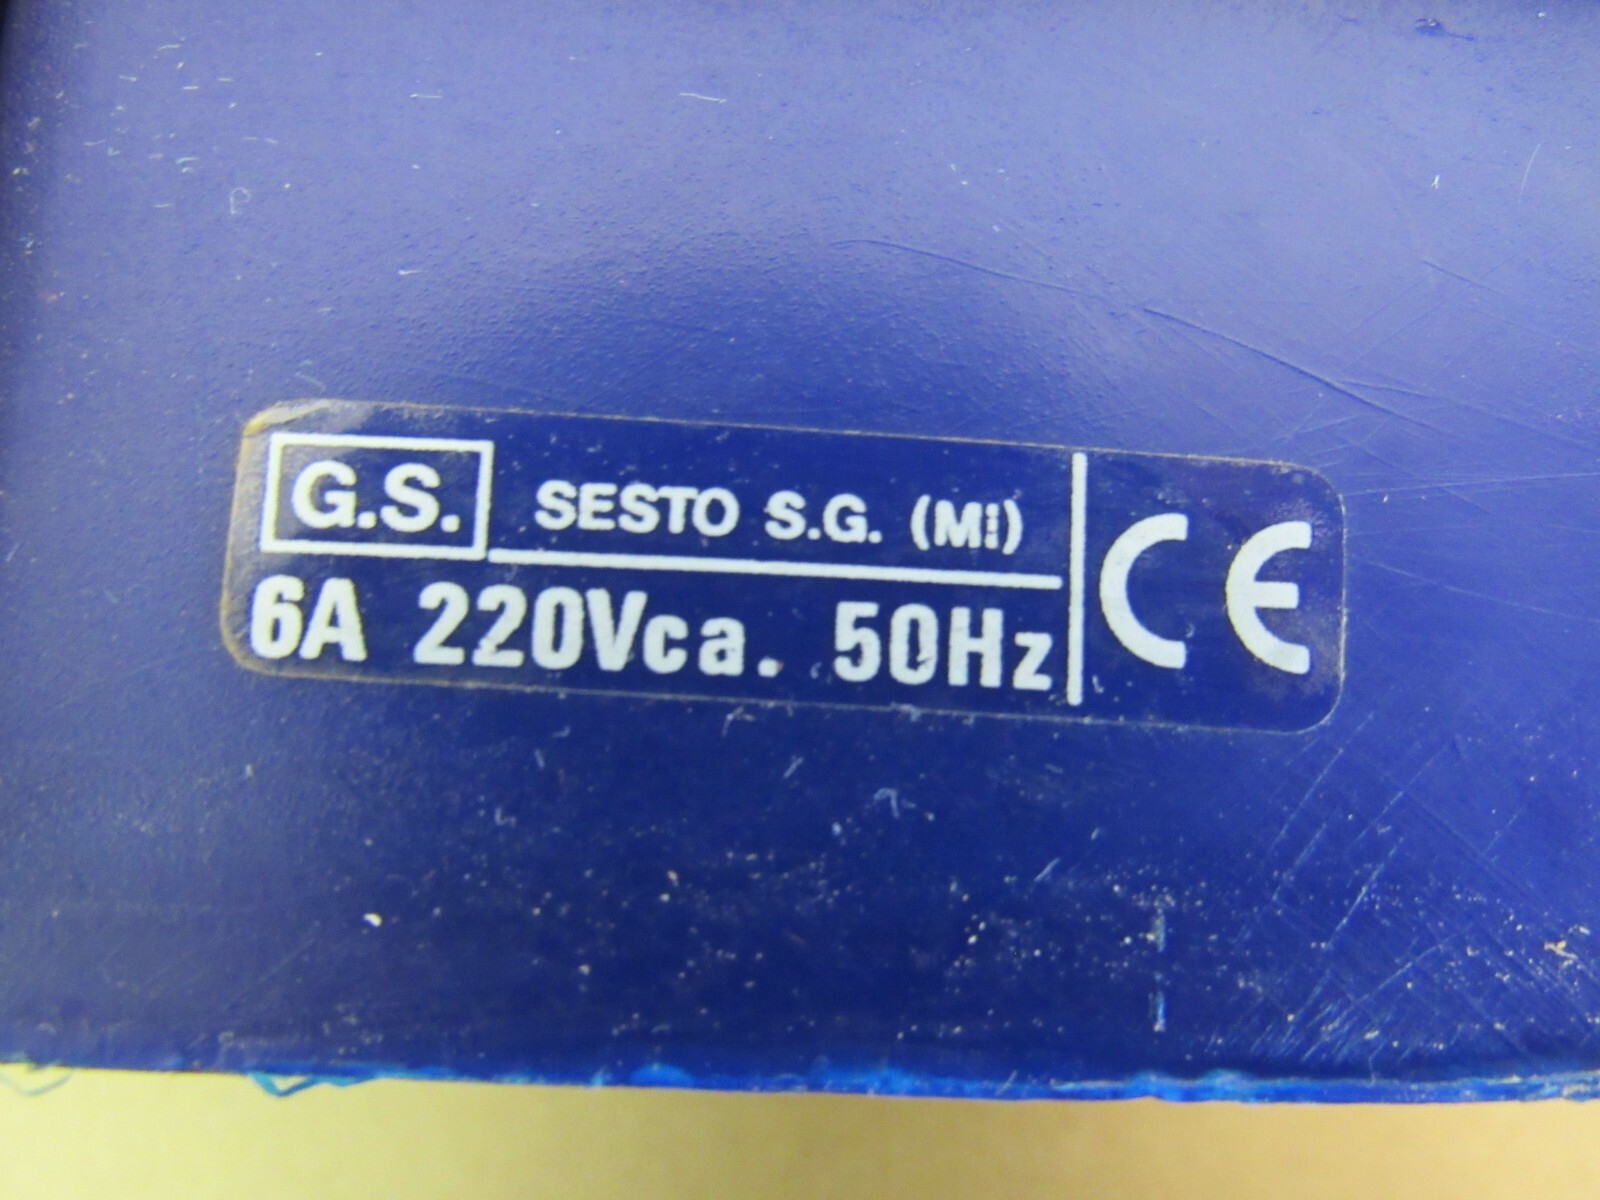 G.S. SESTO S.G. (Mi)
6A 220Vca. 50Hz
CE